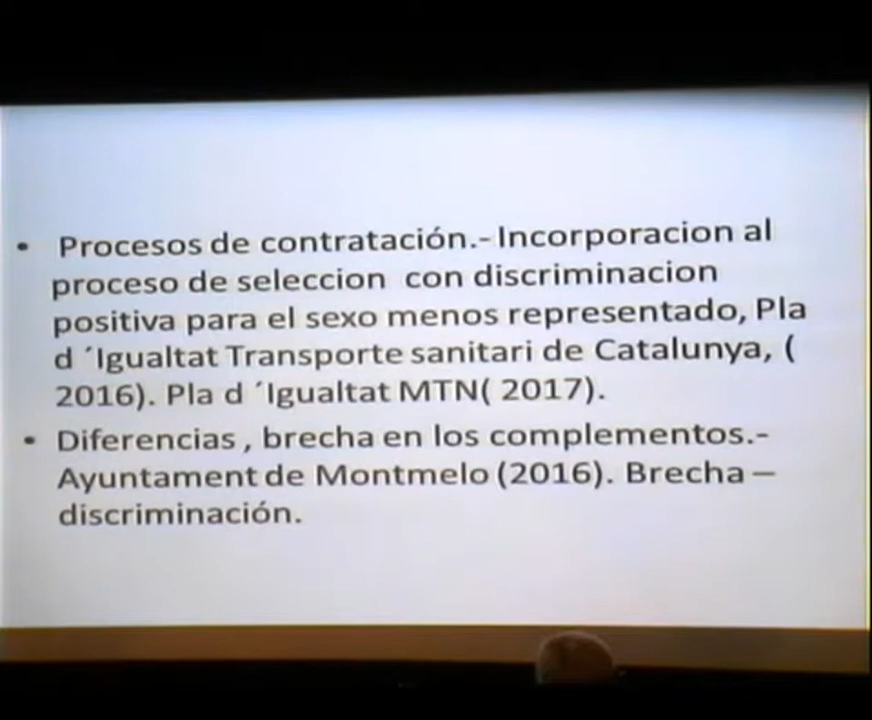 • Procesos de contratación.- Incorporacion al
proceso de seleccion con discriminacion
positiva para el sexo menos representado, Pla
d ´Igualtat Transporte sanitari de Catalunya, (
2016). Pla d ´Igualtat MTN( 2017).
• Diferencias , brecha en los complementos.-
Ayuntament de Montmelo (2016). Brecha –
discriminación.